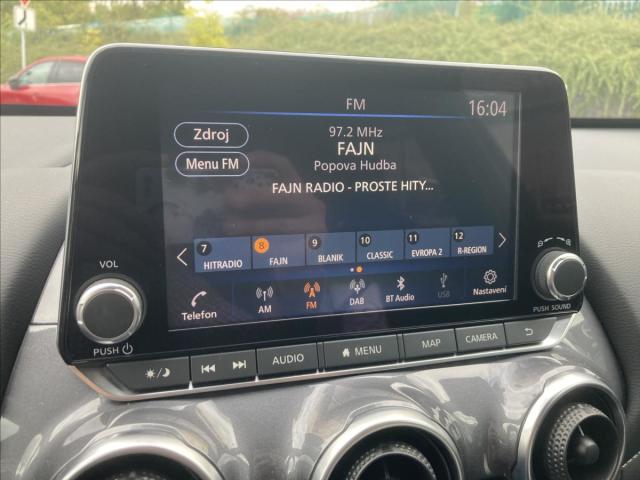 FM
16:04
Zdroj
97.2 MHz
FAJN
Menu FM
Popova Hudba
FAJN RADIO - PROSTE HITY...
7 HITRADIO
8 FAJN
9 BLANIK
10 CLASSIC
11 EVROPA 2
12 R-REGION
Telefon
AM
FM
DAB
BT Audio
USB
Nastavení
VOL
PUSH
PUSH SOUND
AUDIO
MENU
MAP
CAMERA